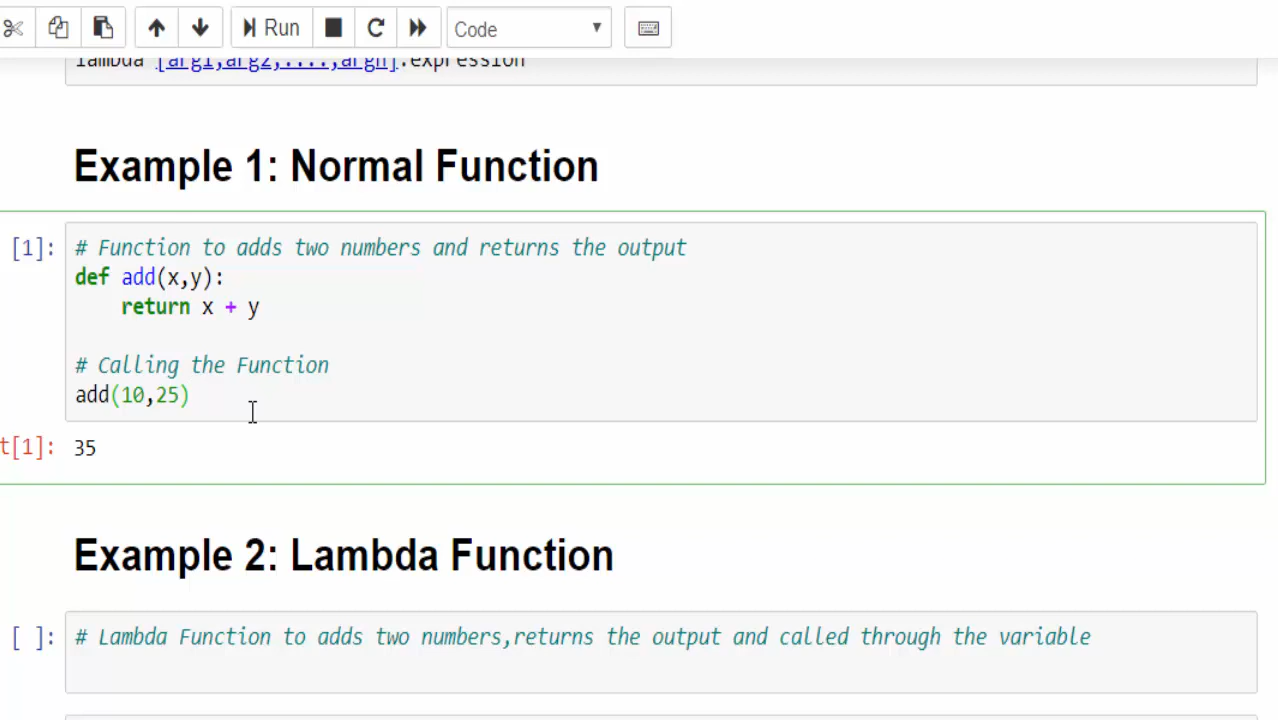 Run
Code
lambda [arg1,arg2,....,argn]:expression
Example 1: Normal Function
[1]:
# Function to adds two numbers and returns the output
def add(x,y):
return x + y
# Calling the Function
add(10,25)
t[1]:
35
Example 2: Lambda Function
[ ]:
# Lambda Function to adds two numbers,returns the output and called through the variable